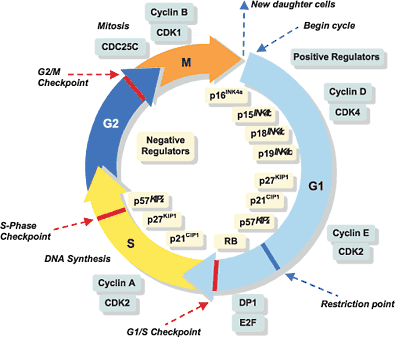 New daughter cells
Begin cycle
Mitosis
Cyclin B
CDK1
CDC25C
Positive Regulators
G2/M
Checkpoint
M
Cyclin D
CDK4
p16INK4a
p15INK4b
p18INK4c
p19INK4d
G2
Negative
Regulators
G1
p27KIP1
p21CIP1
p57KIP2
p57KIP2
p27KIP1
p21CIP1
RB
S-Phase
Checkpoint
S
Cyclin E
CDK2
DNA Synthesis
Cyclin A
CDK2
Restriction point
DP1
E2F
G1/S Checkpoint